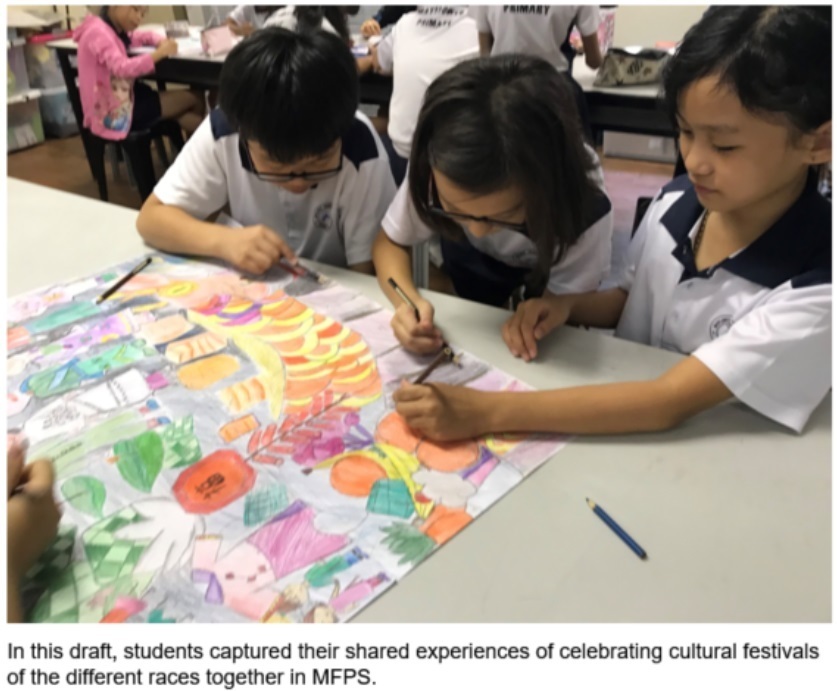 PRIMARY
PRIMARY
In this draft, students captured their shared experiences of celebrating cultural festivals
of the different races together in MFPS.